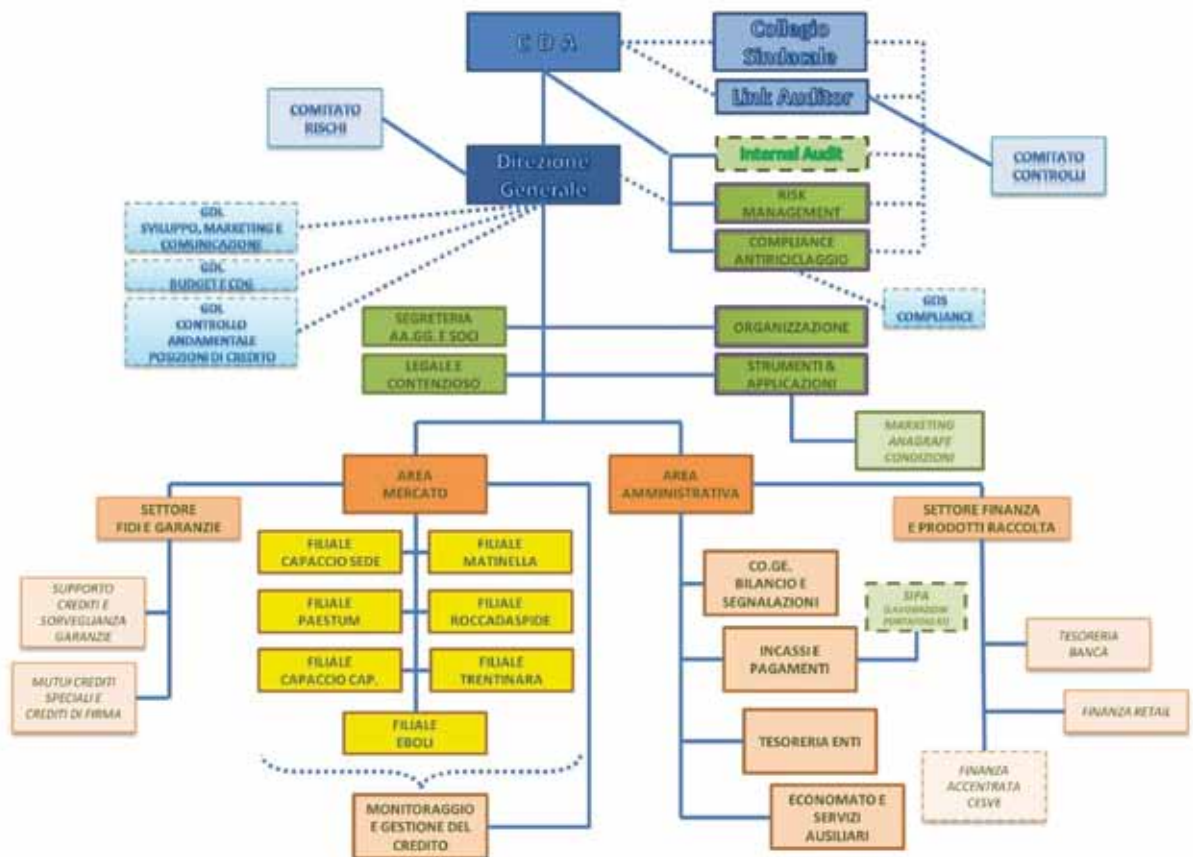 C D A
Collegio
Sindacale
Link Auditor
COMITATO
RISCHI
Internal Audit
COMITATO
CONTROLLI
Direzione
Generale
RISK
MANAGEMENT
GDL
SVILUPPO, MARKETING E
COMUNICAZIONE
COMPLIANCE
ANTIRICICLAGGIO
GDL
BUDGET E CDG
GDS
COMPLIANCE
GDL
CONTROLLO
ANDAMENTALE
POSIZIONI DI CREDITO
SEGRETERIA
AA.GG. E SOCI
ORGANIZZAZIONE
LEGALE E
CONTENZIOSO
STRUMENTI &
APPLICAZIONI
MARKETING
ANAGRAFE
CONDIZIONI
AREA
MERCATO
AREA
AMMINISTRATIVA
SETTORE
FIDI E GARANZIE
SETTORE FINANZA
E PRODOTTI RACCOLTA
FILIALE
CAPACCIO SEDE
FILIALE
MATINELLA
CO.GE.
BILANCIO E
SEGNALAZIONI
SUPPORTO
CREDITI E
SORVEGLIANZA
GARANZIE
FILIALE
PAESTUM
FILIALE
ROCCADASPIDE
SIPA
TESORERIA
BANCA
INCASSI E
PAGAMENTI
FILIALE
CAPACCIO CAP.
FILIALE
TRENTINARA
MUTUI CREDITI
SPECIALI E
CREDITI DI FIRMA
FINANZA RETAIL
FILIALE
EBOLI
TESORERIA ENTI
FINANZA
ACCENTRATA
CESVE
MONITORAGGIO
E GESTIONE DEL
CREDITO
ECONOMATO E
SERVIZI
AUSILIARI